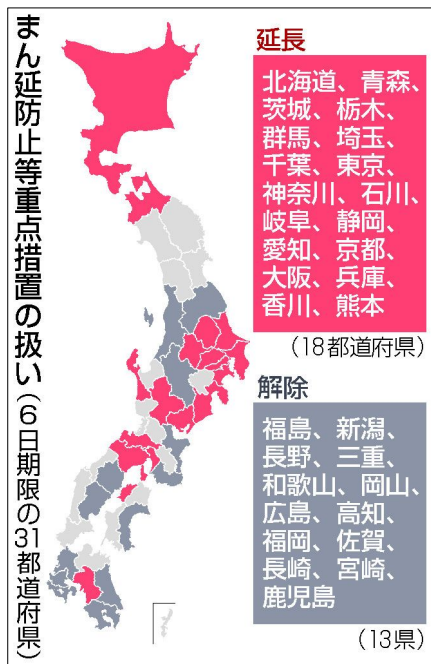 まん延防止等重点措置の扱い(6日期限の31都道府県)
延長
北海道、青森、
茨城、栃木、
群馬、埼玉、
千葉、東京、
神奈川、石川、
岐阜、静岡、
愛知、京都、
大阪、兵庫、
香川、熊本
(18都道府県)
解除
福島、新潟、
長野、三重、
和歌山、岡山、
広島、高知、
福岡、佐賀、
長崎、宮崎、
鹿児島
(13県)